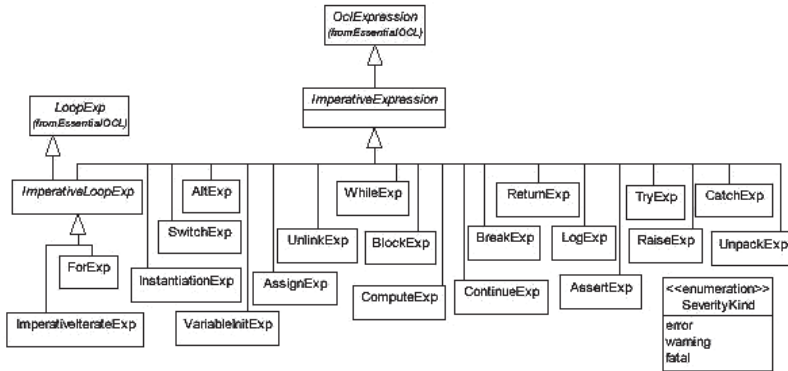 OclExpression
(fromEssentialOCL)
ImperativeExpression
LoopExp
(fromEssentialOCL)
ImperativeLoopExp
AltExp
WhileExp
ReturnExp
TryExp
CatchExp
SwitchExp
UnlinkExp
BlockExp
BreakExp
LogExp
RaiseExp
UnpackExp
ForExp
InstantiationExp
AssignExp
ComputeExp
ContinueExp
AssertExp
ImperativeIterateExp
VariableInitExp
<<enumeration>>
SeverityKind
error
warning
fatal